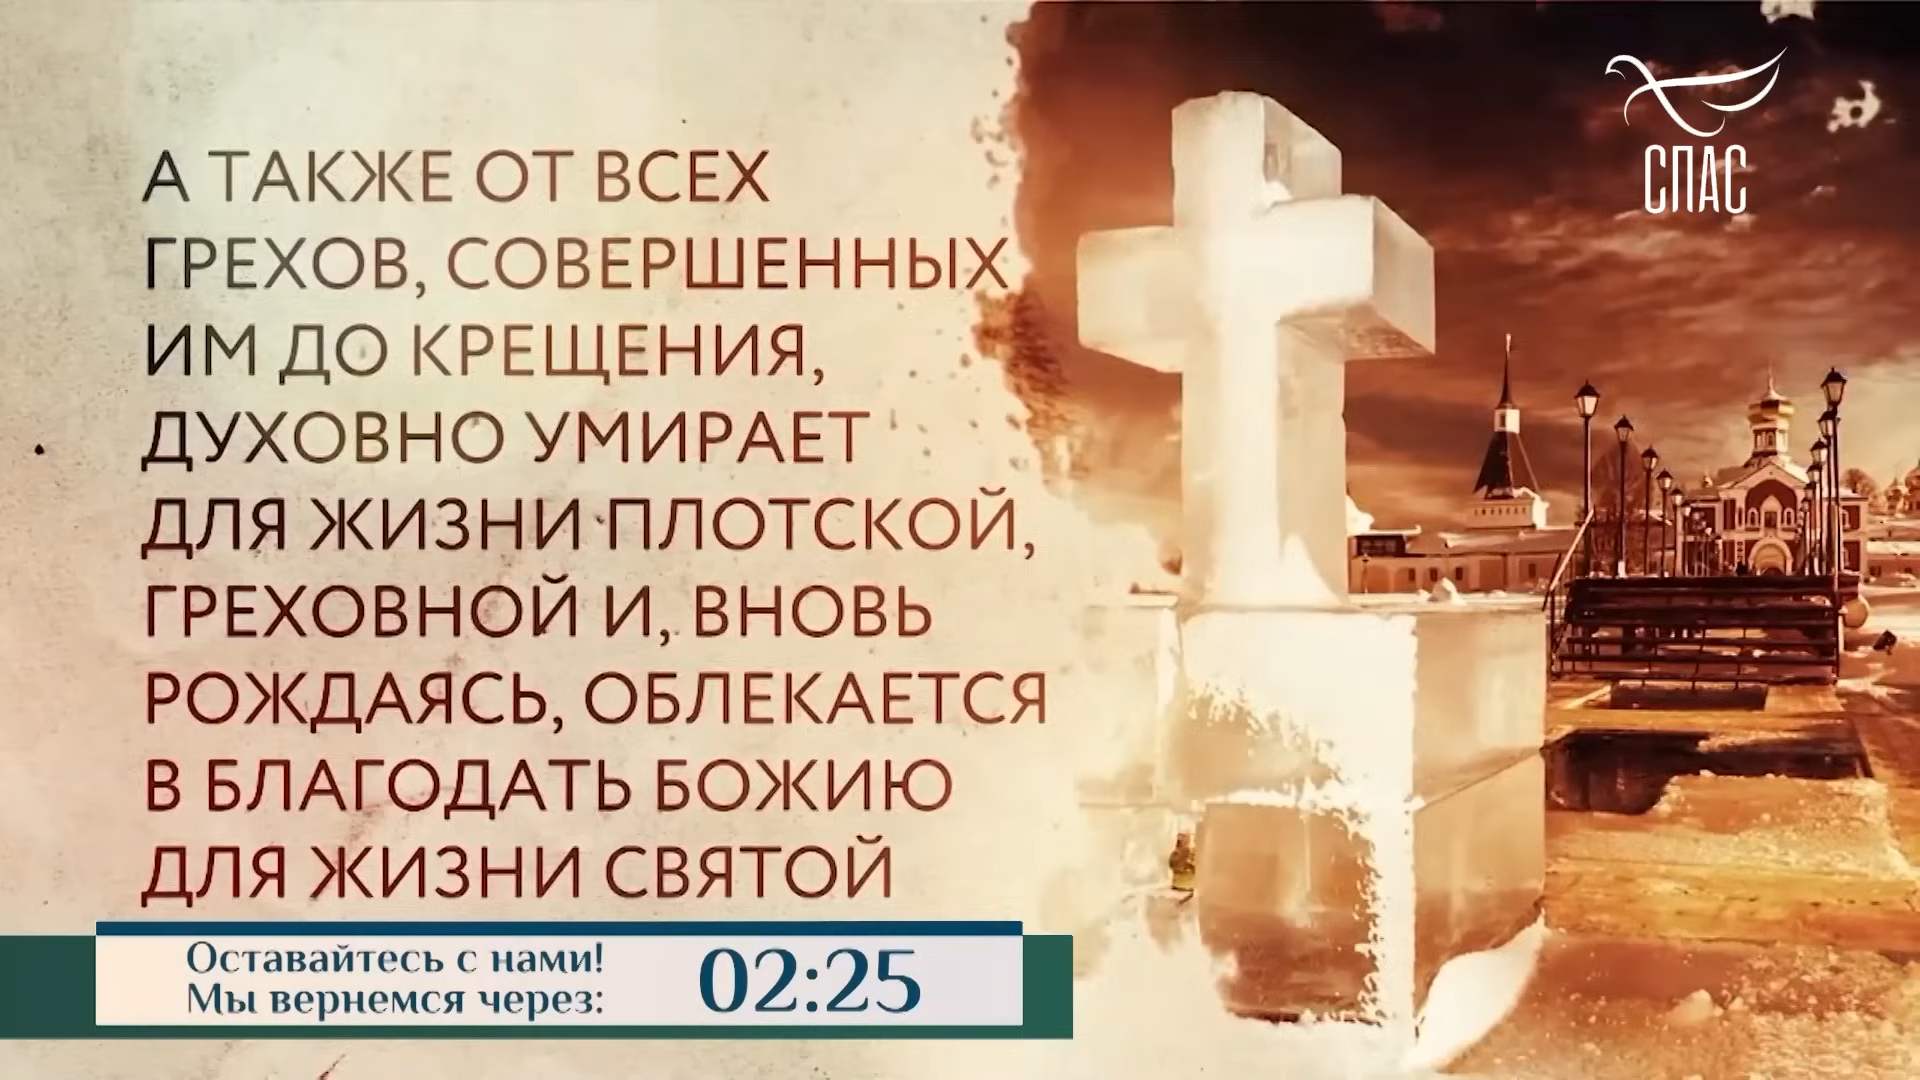 А ТАКЖЕ ОТ ВСЕХ
ГРЕХОВ, СОВЕРШЕННЫХ
ИМ ДО КРЕЩЕНИЯ,
ДУХОВНО УМИРАЕТ
ДЛЯ ЖИЗНИ ПЛОТСКОЙ,
ГРЕХОВНОЙ И, ВНОВЬ
РОЖДАЯСЬ, ОБЛЕКАЕТСЯ
В БЛАГОДАТЬ БОЖИЮ
ДЛЯ ЖИЗНИ СВЯТОЙ
СПАС
Оставайтесь с нами!
Мы вернемся через:
02:25